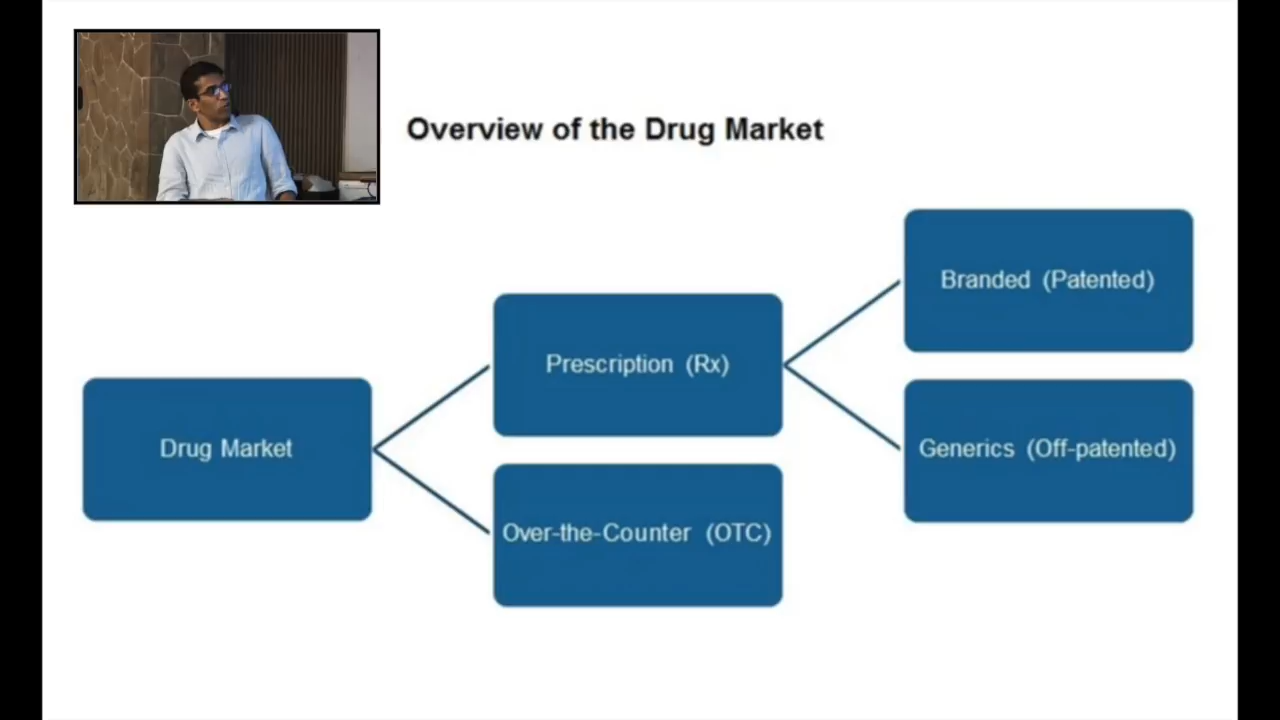 Overview of the Drug Market
Drug Market
Prescription (Rx)
Over-the-Counter (OTC)
Branded (Patented)
Generics (Off-patented)